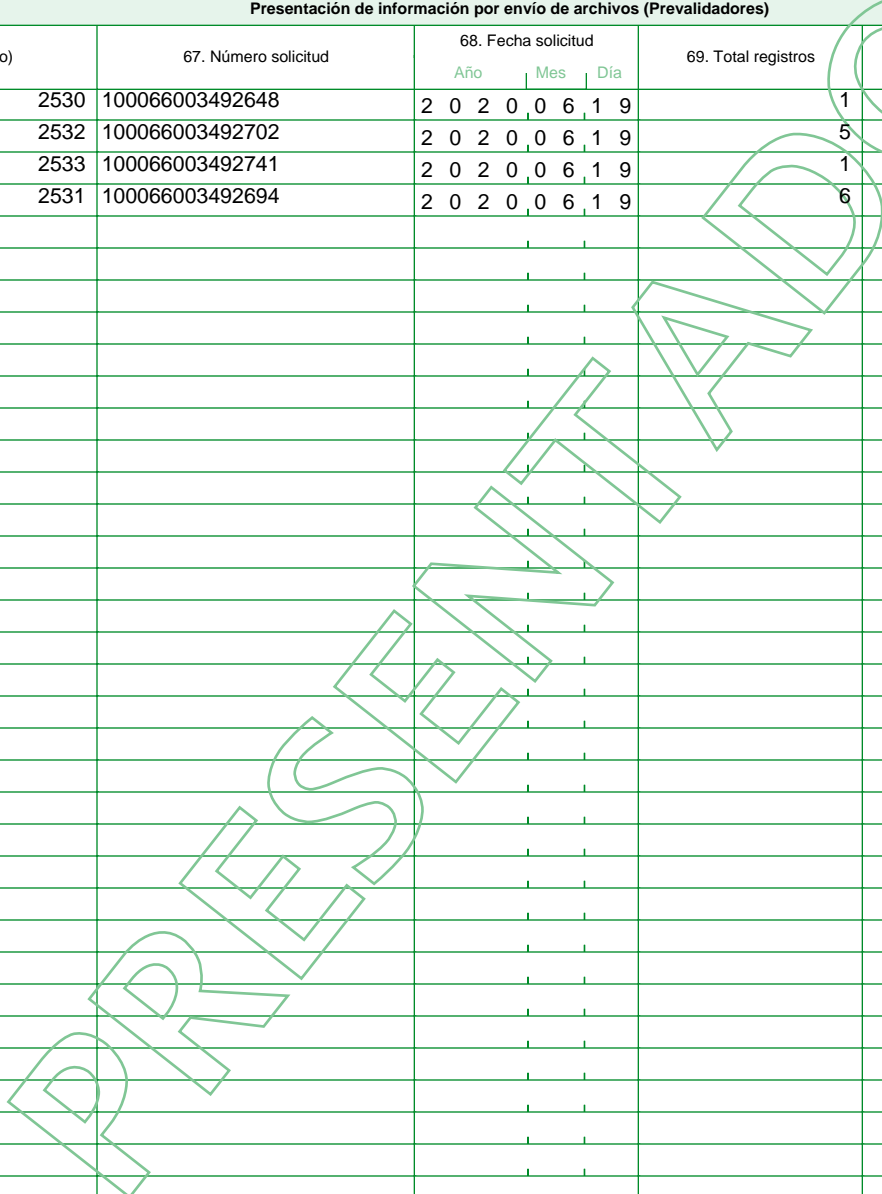 Presentación de información por envío de archivos (Prevalidadores)
o) 67. Número solicitud 68. Fecha solicitud 69. Total registros
Año Mes Día
2530 100066003492648 2 0 2 0 0 6 1 9 1
2532 100066003492702 2 0 2 0 0 6 1 9 5
2533 100066003492741 2 0 2 0 0 6 1 9 1
2531 100066003492694 2 0 2 0 0 6 1 9 6
PRESENTADO